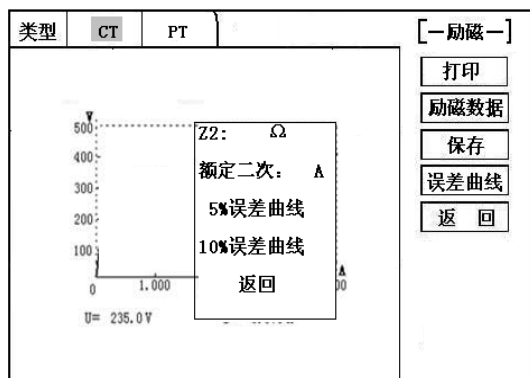 类型 CT PT
[一励磁一]
打印
励磁数据
保存
误差曲线
返 回
V
500
400
300
200
100
0 1.000 00
A
U= 235.0V
Z2: Ω
额定二次: A
5%误差曲线
10%误差曲线
返回